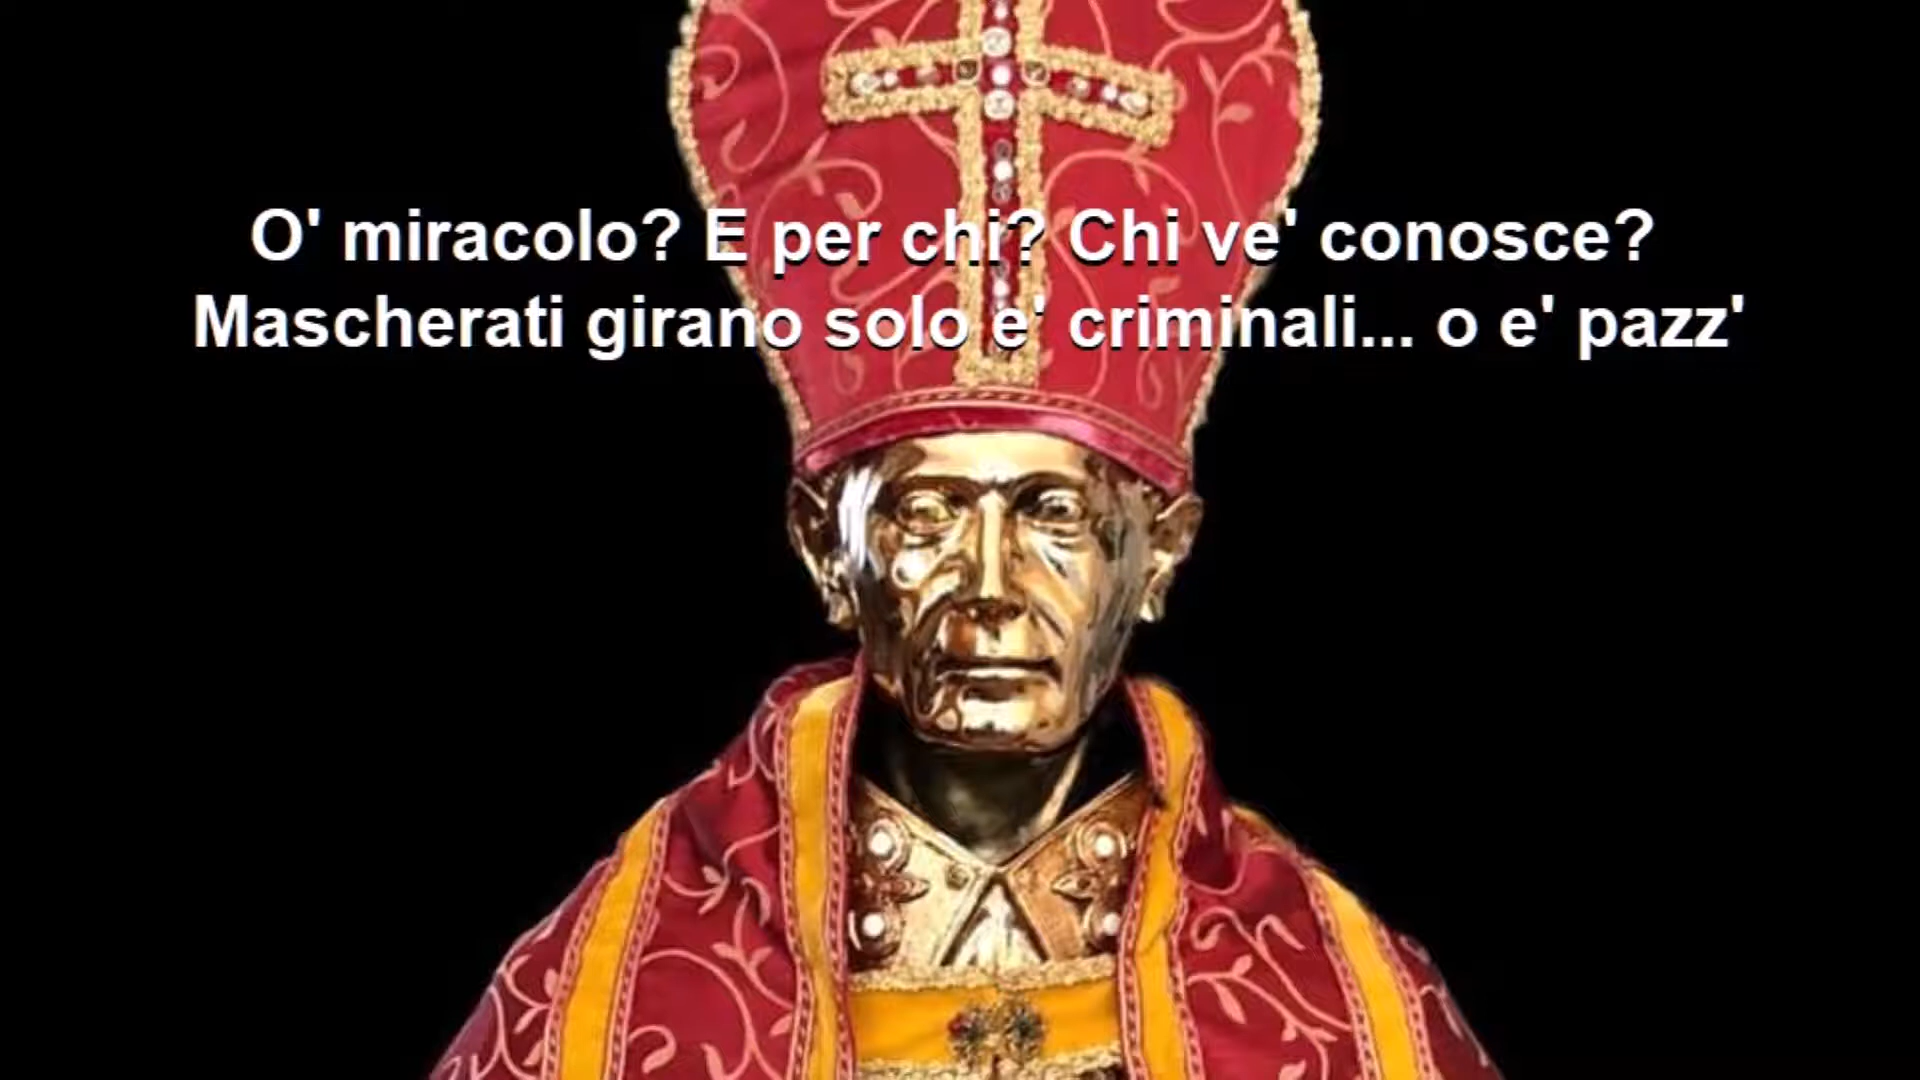 O' miracolo? E per chi? Chi ve' conosce?
Mascherati girano solo e' criminali... o e' pazz'